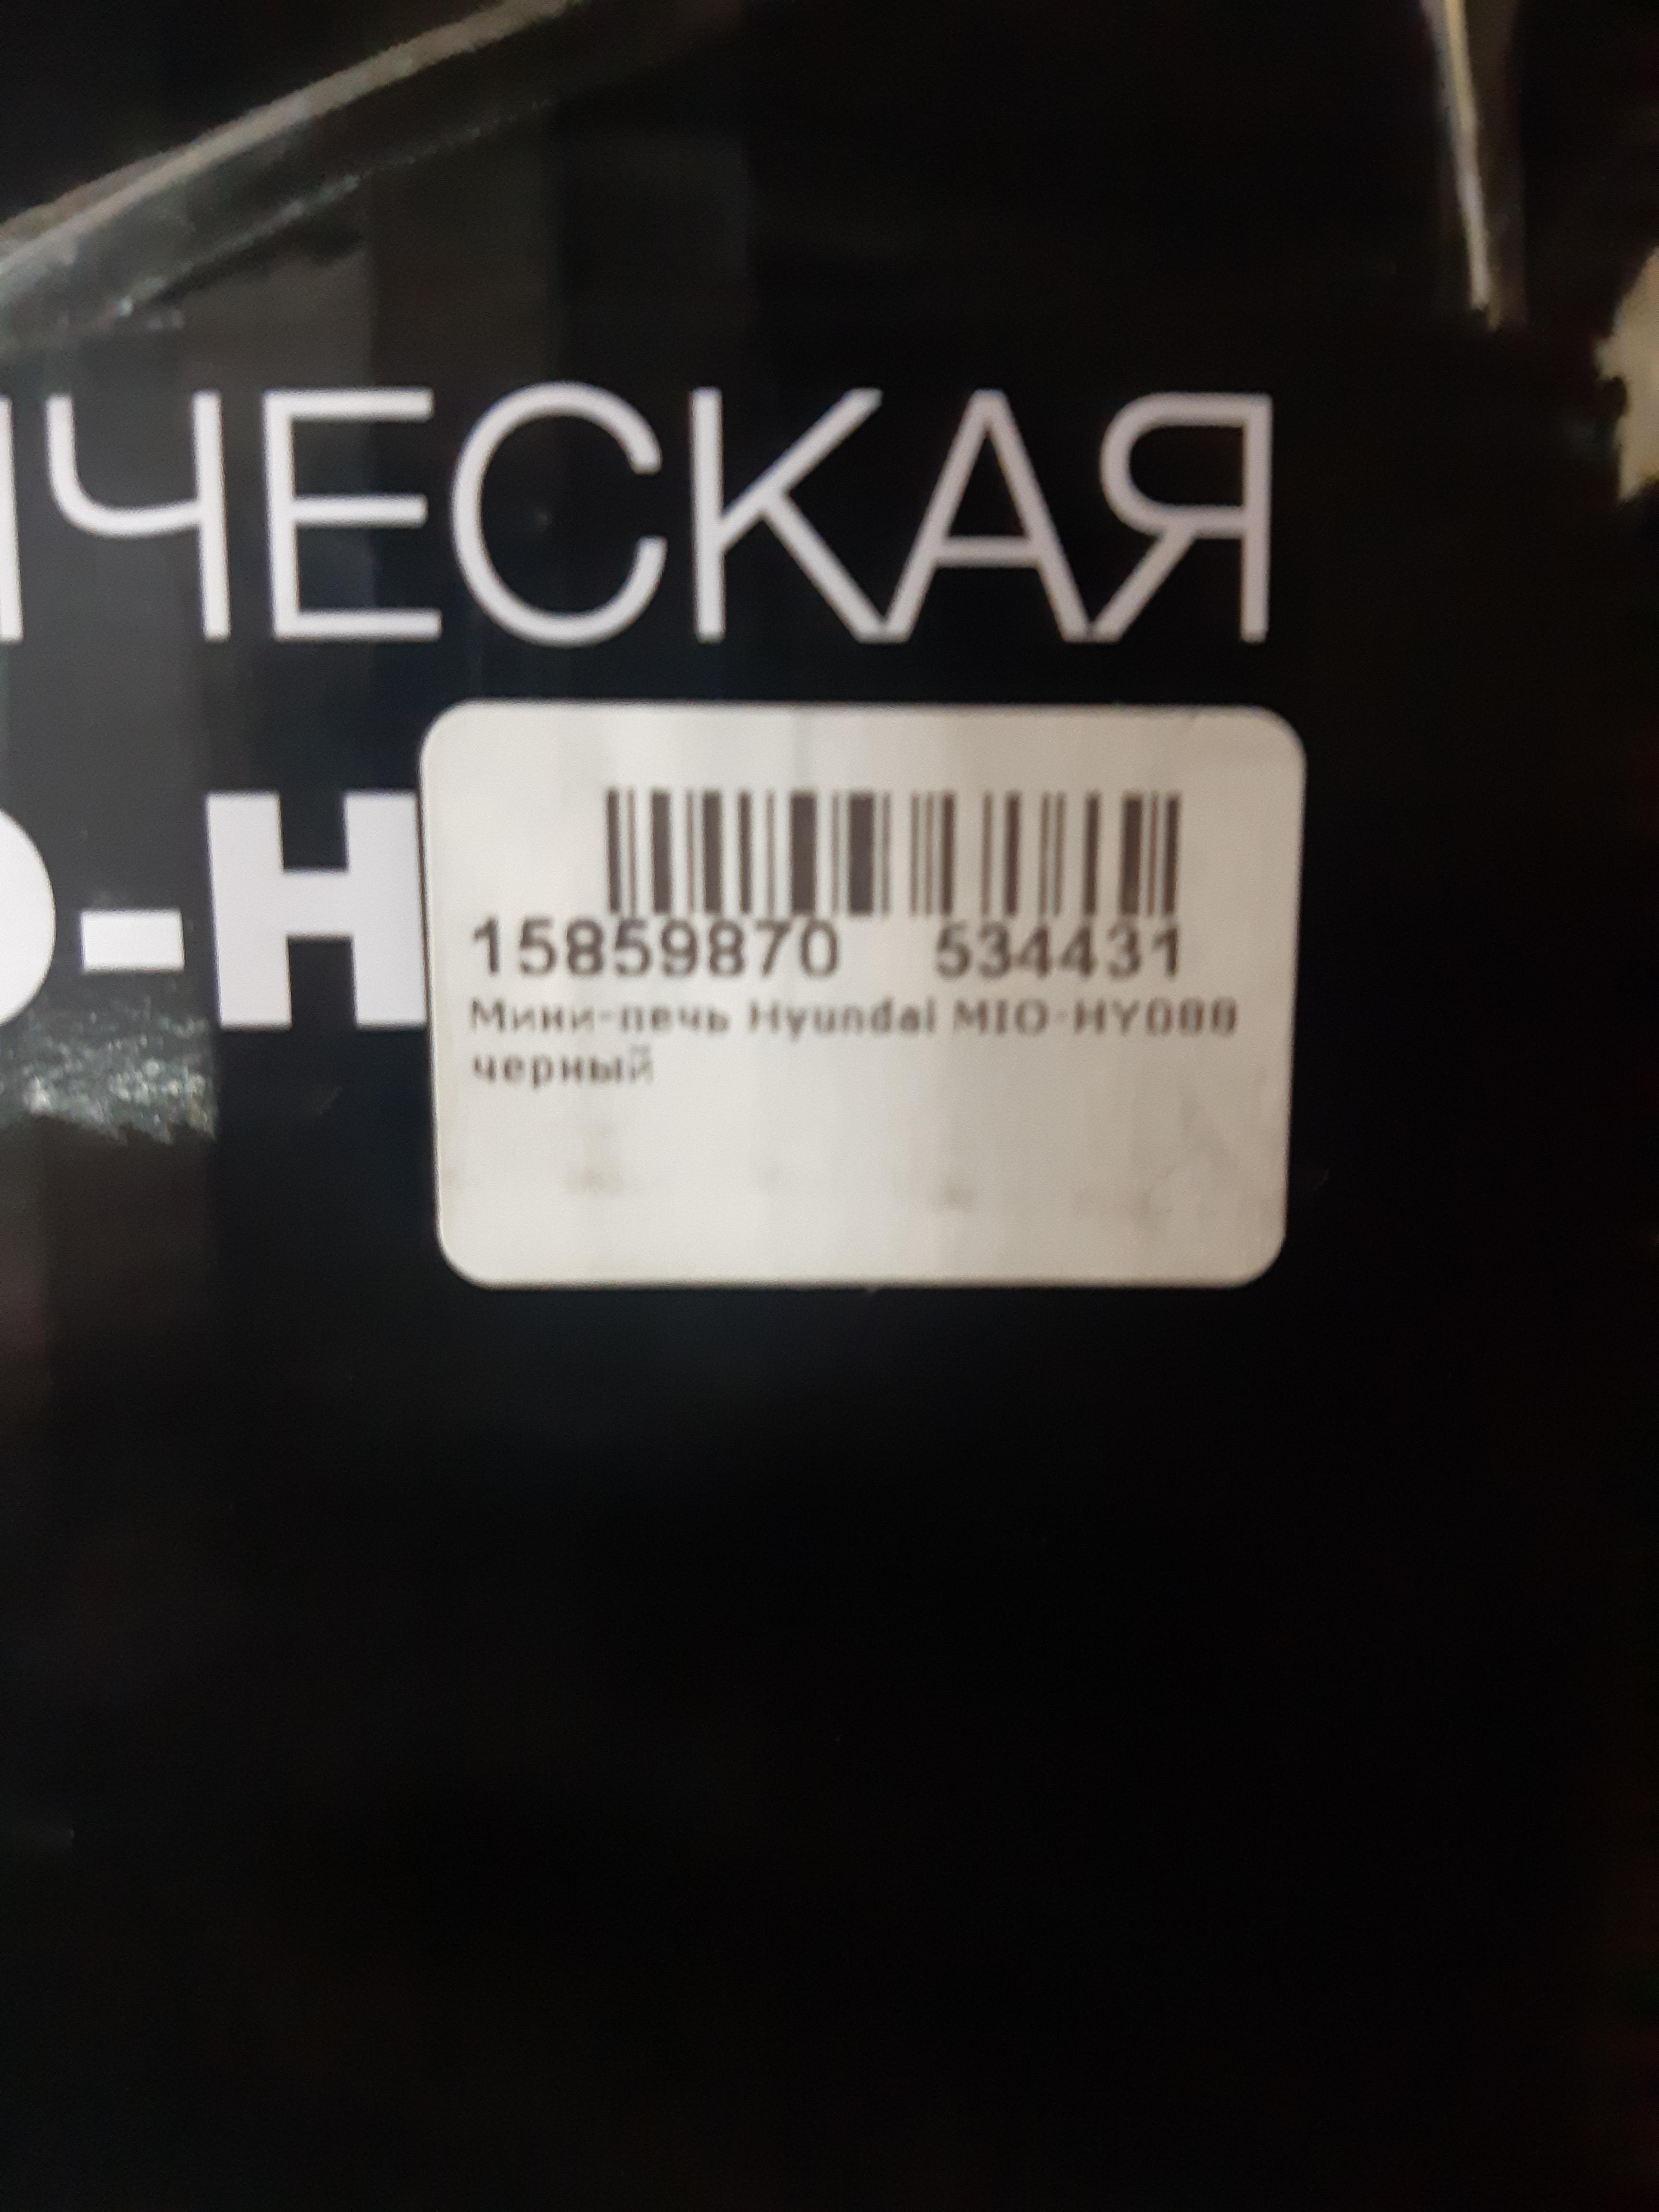 ИЧЕСКАЯ
O-H
15859870 534431
Мини-печь Hyundai MIO-HY088
черный